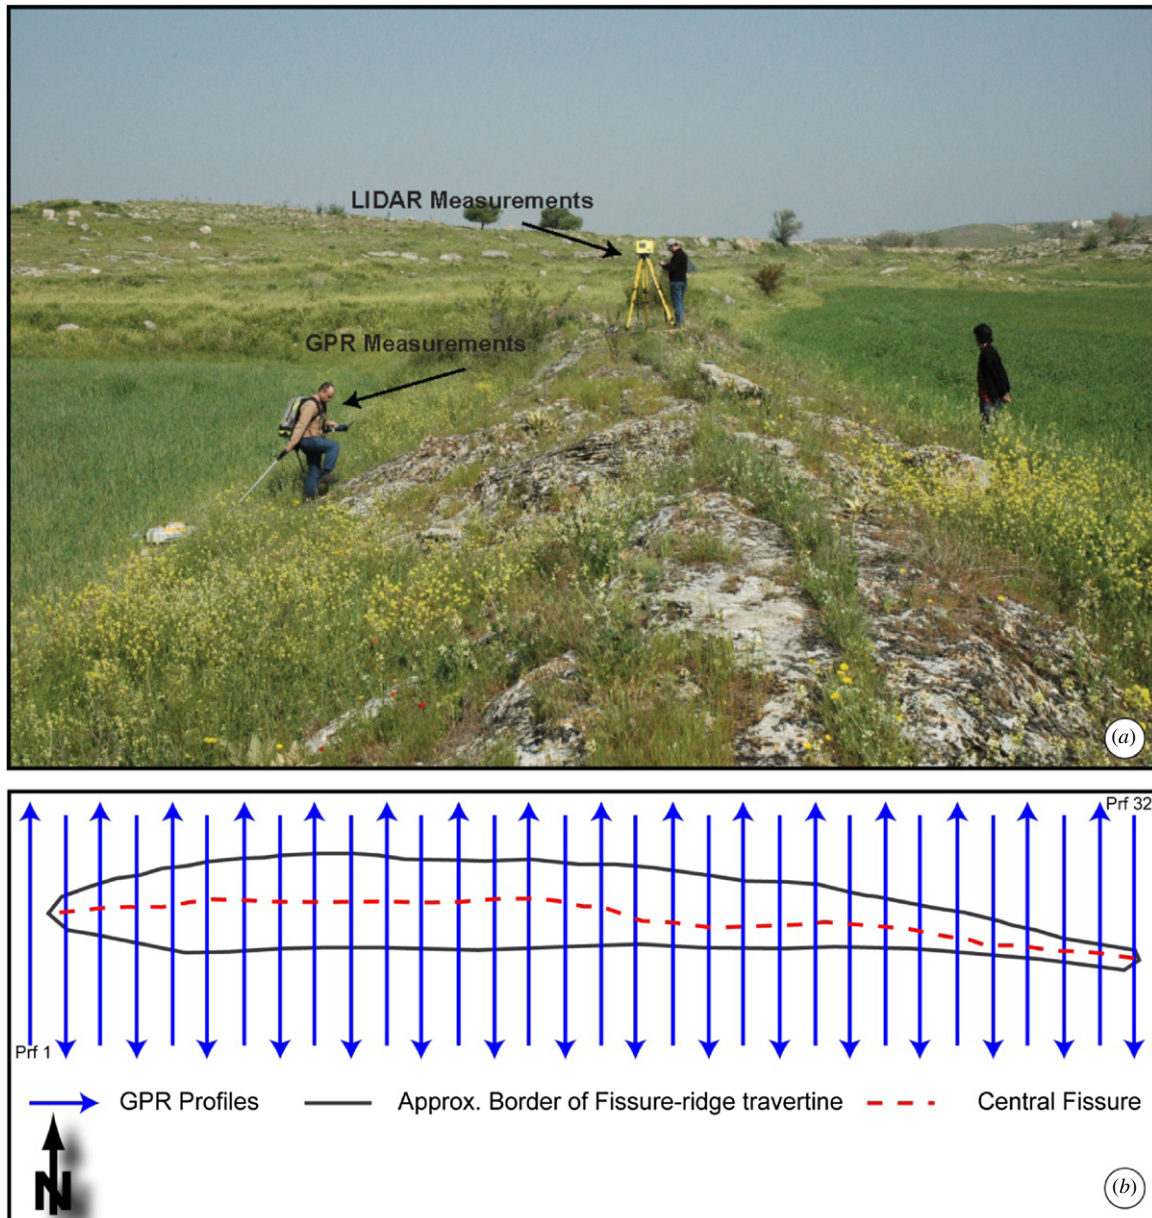 LIDAR Measurements
GPR Measurements
(a)
Prf 32
Prf 1
GPR Profiles
Approx. Border of Fissure-ridge travertine
Central Fissure
N
(b)